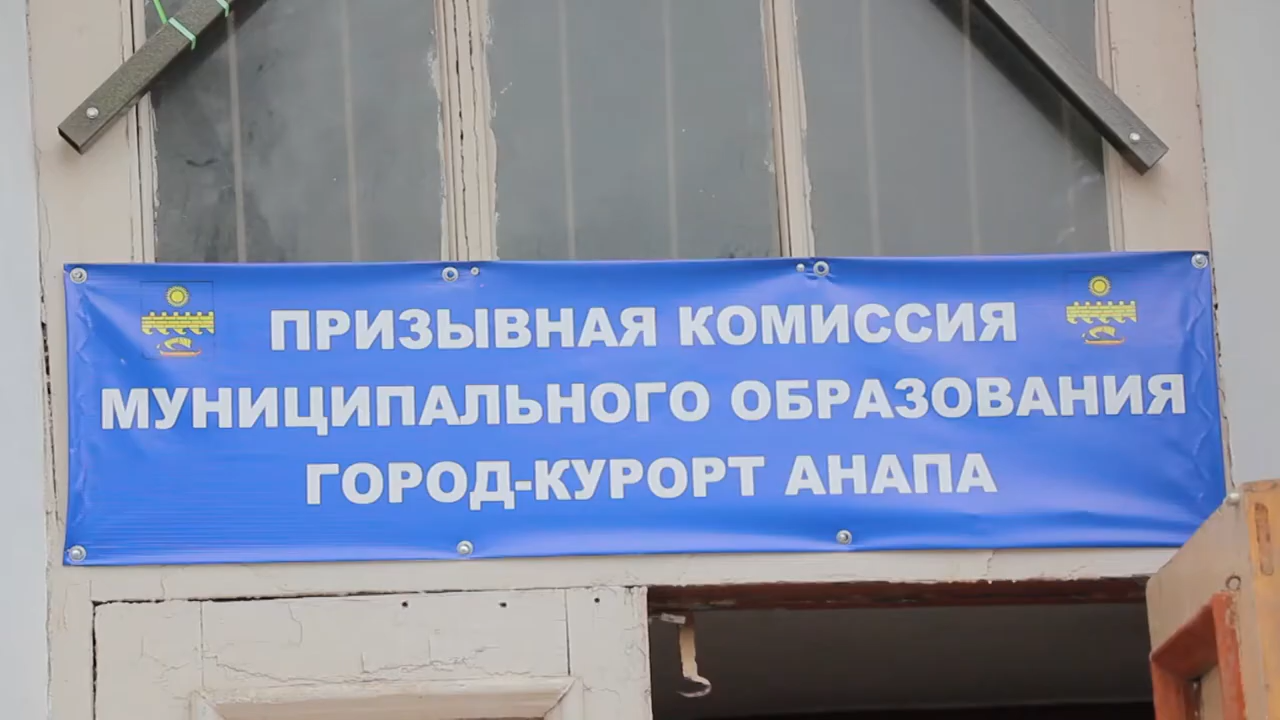 ПРИЗЫВНАЯ КОМИССИЯ
МУНИЦИПАЛЬНОГО ОБРАЗОВАНИЯ
ГОРОД-КУРОРТ АНАПА